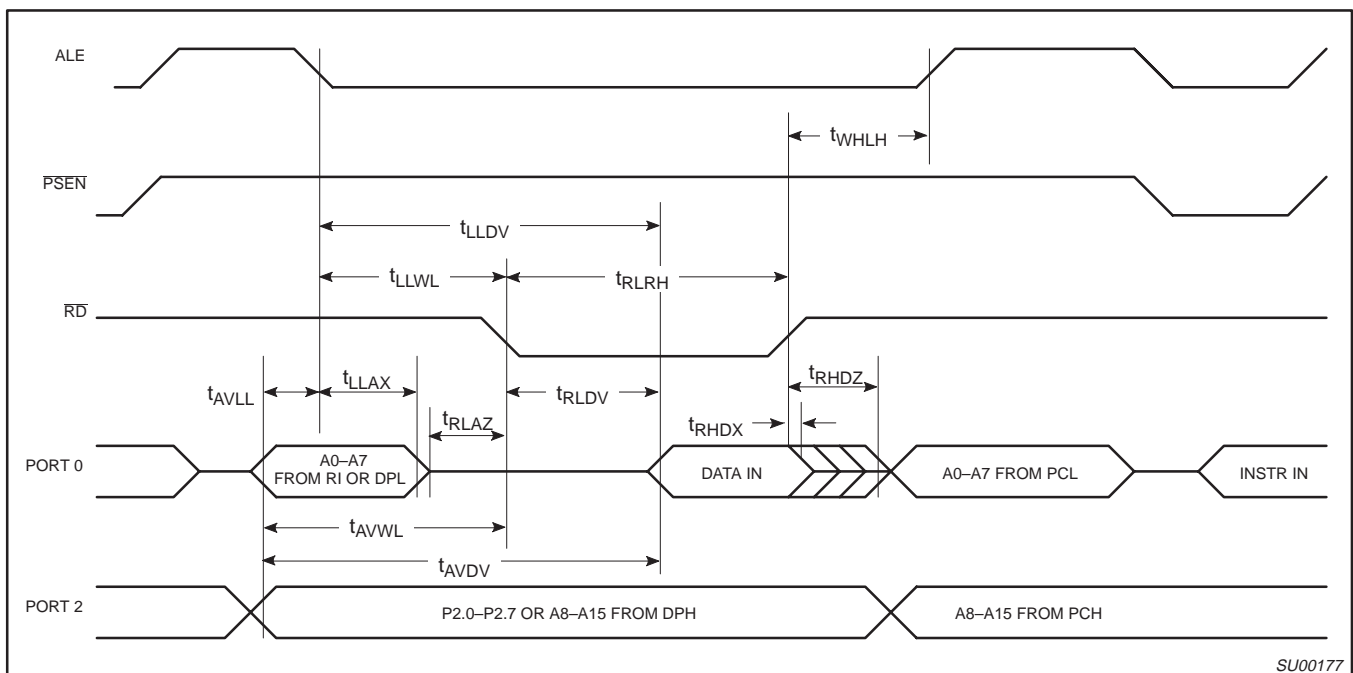 ALE
tWHLH
PSEN
tLLDV
tLLWL
tRLRH
RD
tAVLL
tLLAX
tRLDV
tRHDZ
tRLAZ
tRHDX
PORT 0
A0–A7
FROM RI OR DPL
DATA IN
A0–A7 FROM PCL
INSTR IN
tAVWL
tAVDV
PORT 2
P2.0–P2.7 OR A8–A15 FROM DPH
A8–A15 FROM PCH
SU00177